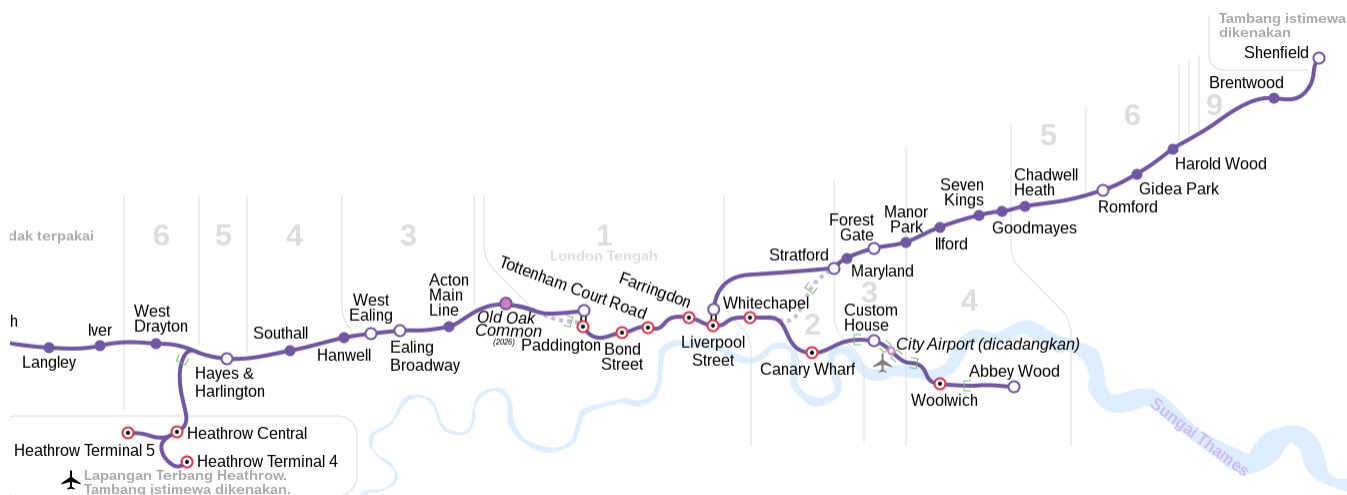 Tambang istimewa
dikenakan
Shenfield
Brentwood
9
6
5
Harold Wood
Gidea Park
Romford
Chadwell
Heath
Goodmayes
Seven
Kings
Ilford
Manor
Park
Forest
Gate
Maryland
Stratford
dak terpakai
6
5
4
3
1
London Tengah
2
3
4
h
Langley
Iver
West
Drayton
Hayes &
Harlington
Southall
Hanwell
West
Ealing
Ealing
Broadway
Acton
Main
Line
Old Oak
Common
(2026)
Paddington
Tottenham Court Road
Bond
Street
Farringdon
Liverpool
Street
Whitechapel
Canary Wharf
Custom
House
City Airport (dicadangkan)
Woolwich
Abbey Wood
Sungai Thames
Heathrow Central
Heathrow Terminal 5
Heathrow Terminal 4
Lapangan Terbang Heathrow.
Tambang istimewa dikenakan.